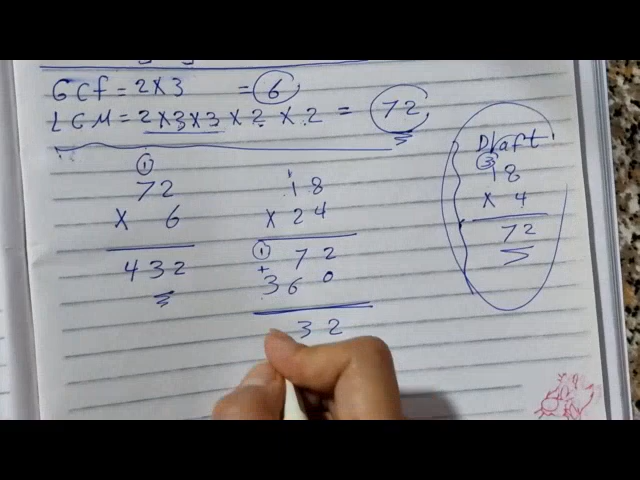 GCF = 2 X 3 = 6
LCM = 2 X 3 X 3 X 2 X 2 = 72
1
72
X 6
432
1
18
X 24
1
72
+
360
32
Draft
3
18
X 4
72